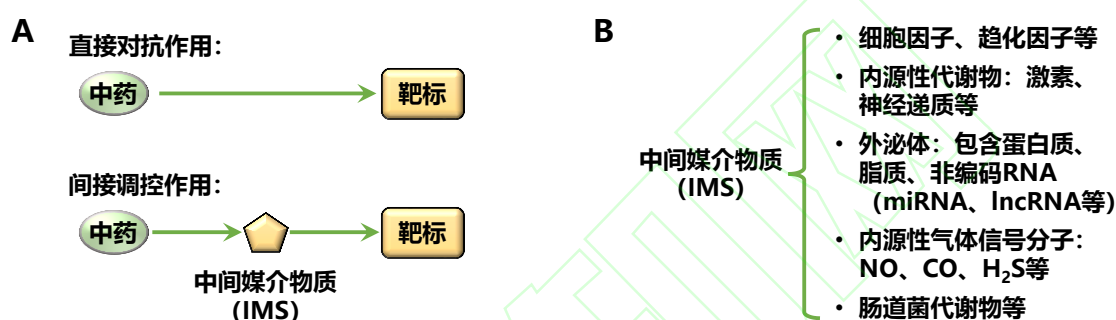 A
直接对抗作用：
中药
靶标
间接调控作用：
中药
靶标
中间媒介物质
（IMS）
B
中间媒介物质
（IMS）
• 细胞因子、趋化因子等
• 内源性代谢物：激素、
神经递质等
• 外泌体：包含蛋白质、
脂质、非编码RNA
（miRNA、lncRNA等）
• 内源性气体信号分子：
NO、CO、H₂S等
• 肠道菌代谢物等